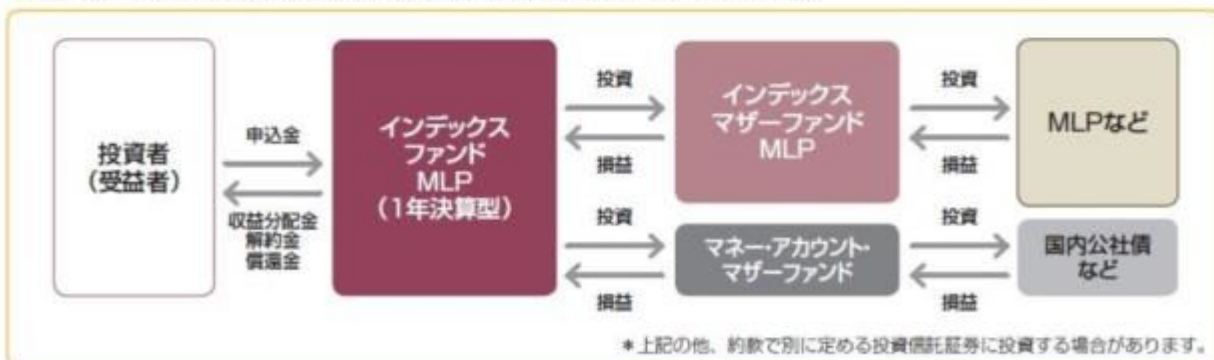 投資者
（受益者）
申込金
収益分配金
解約金
償還金
インデックス
ファンド
MLP
（1年決算型）
投資
損益
投資
損益
インデックス
マザーファンド
MLP
マネー・アカウント・
マザーファンド
投資
損益
投資
損益
MLPなど
国内公社債
など
＊上記の他、約款で別に定める投資信託証券に投資する場合があります。